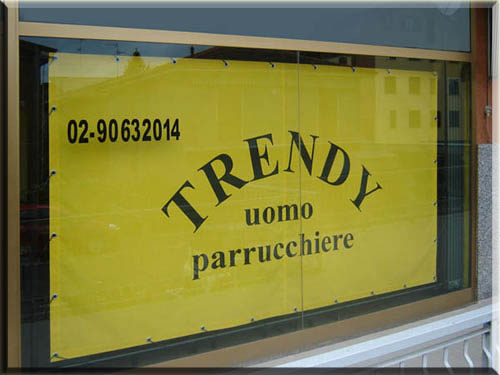 02-90632014
TRENDY
uomo
parrucchiere